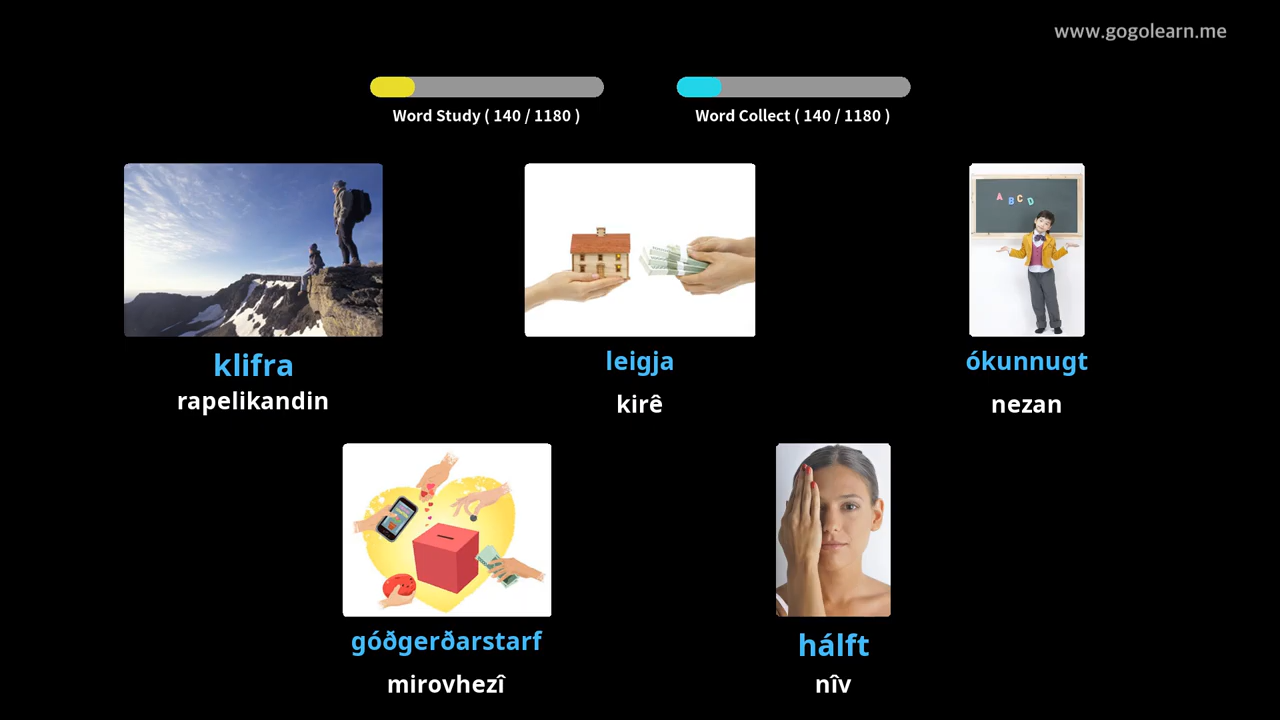 www.gogolearn.me
Word Study ( 140 / 1180 )
Word Collect ( 140 / 1180 )
A B C D
klifra
rapelikandin
leigja
kirê
ókunnugt
nezan
góðgerðarstarf
mirovhezî
hálft
nîv